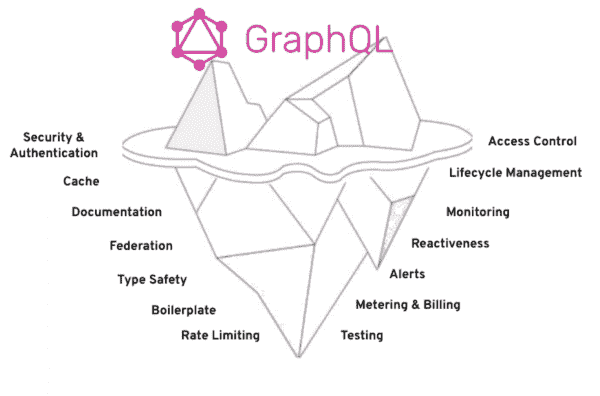 GraphQL
Security &
Authentication
Cache
Documentation
Federation
Type Safety
Boilerplate
Rate Limiting
Access Control
Lifecycle Management
Monitoring
Reactiveness
Alerts
Metering & Billing
Testing